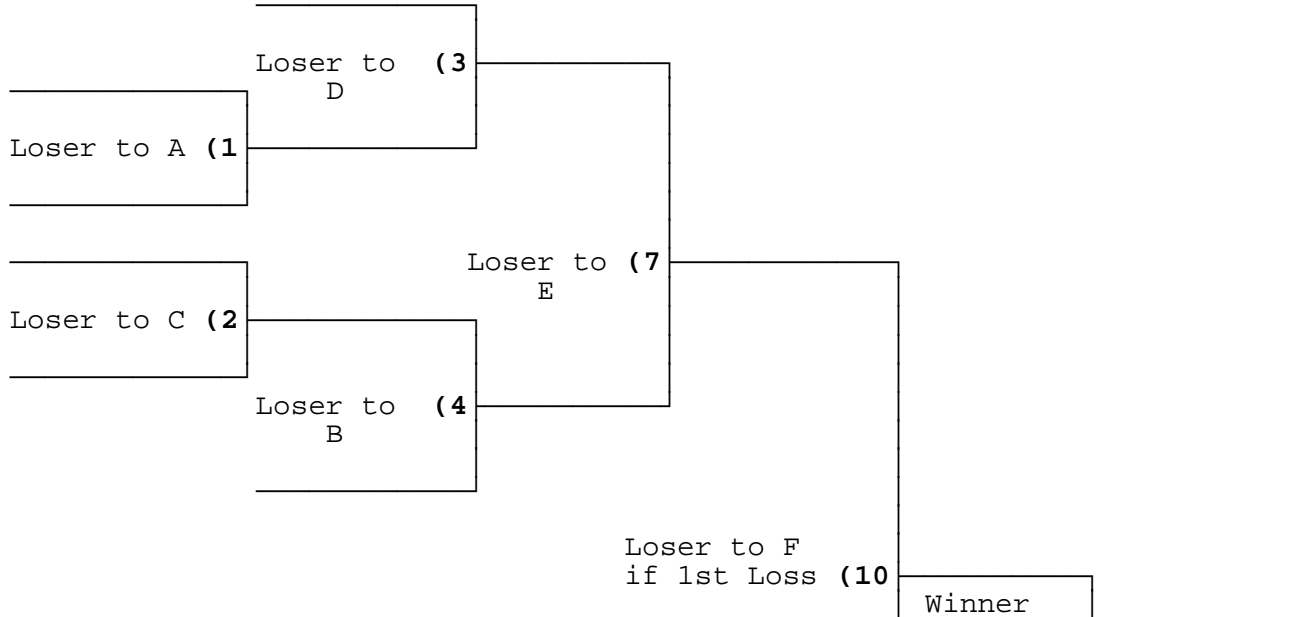 Loser to (3
D
Loser to A (1
Loser to (7
E
Loser to C (2
Loser to (4
B
Loser to F
if 1st Loss (10
Winner